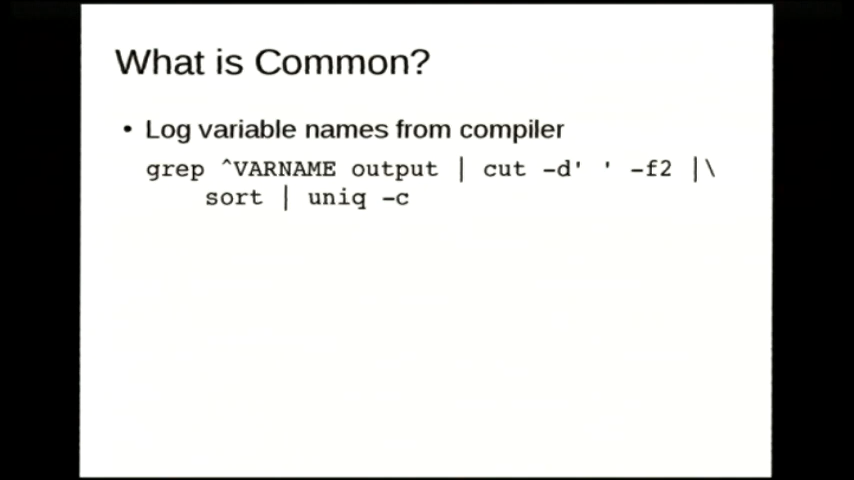 What is Common?
• Log variable names from compiler
grep ^VARNAME output | cut -d' ' -f2 |\
sort | uniq -c